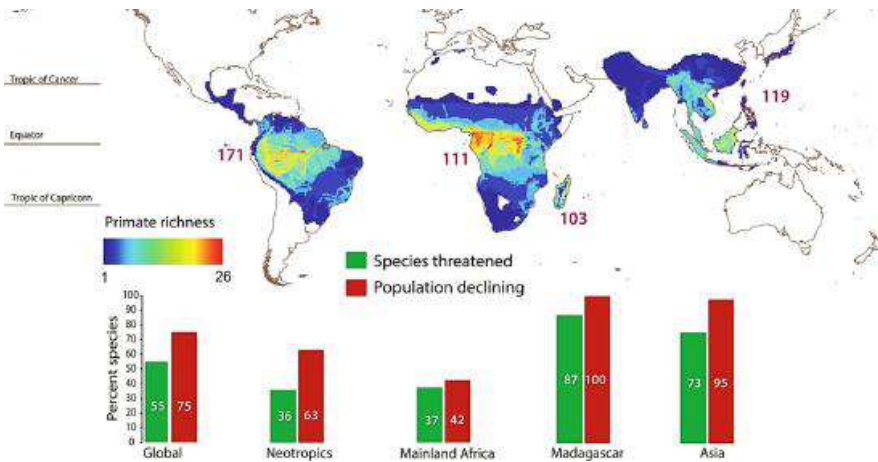 Tropic of Cancer
119
Equator
171
111
Tropic of Capricorn
103
Primate richness
1 26
Species threatened
Population declining
Percent species
100
90
80
70
60
50
40
30
20
10
0
55 75
36 63
37 42
87 100
73 95
Global Neotropics Mainland Africa Madagascar Asia